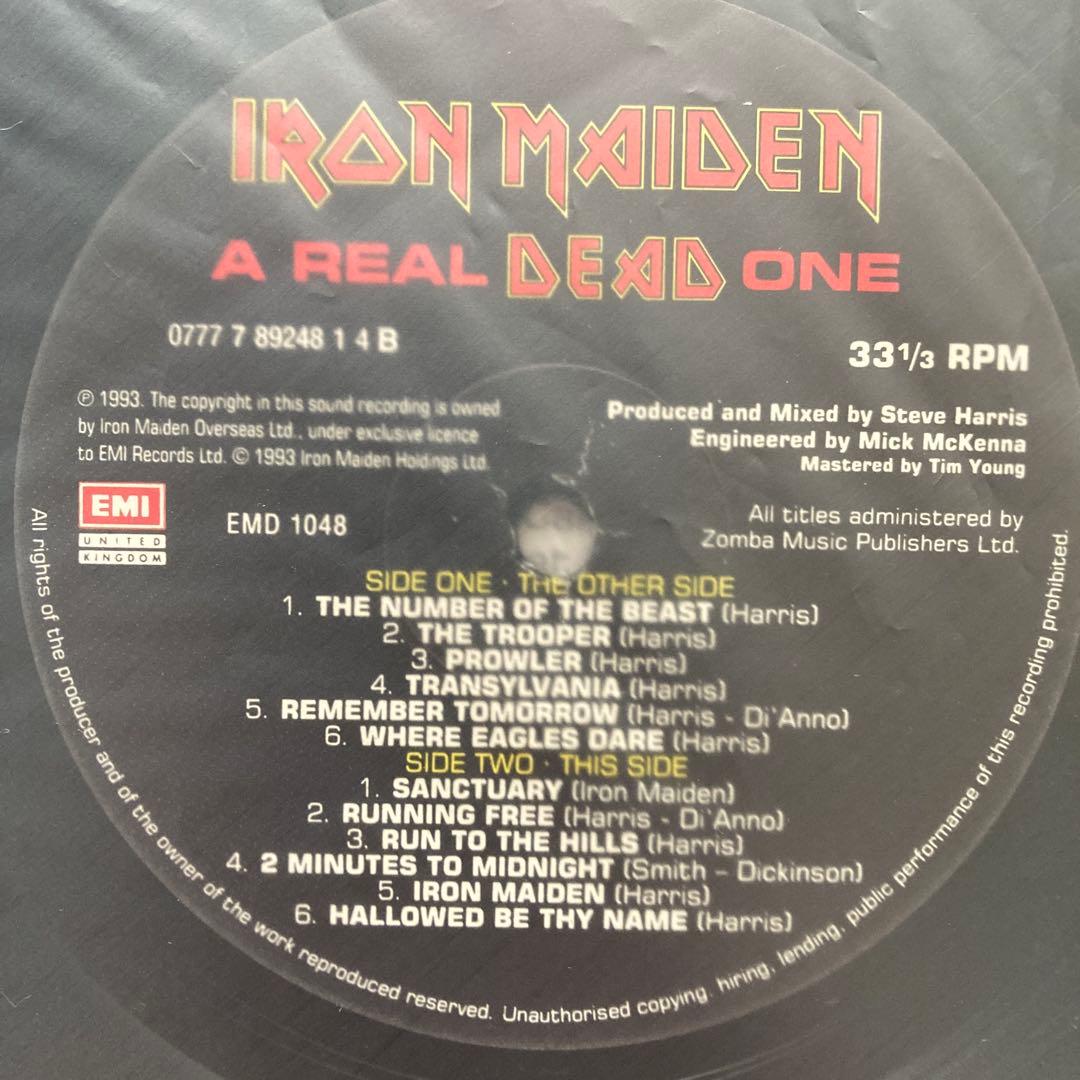 IRON MAIDEN
A REAL DEAD ONE
0777 7 89248 1 4 B
33 1/3 RPM
℗ 1993. The copyright in this sound recording is owned
by Iron Maiden Overseas Ltd., under exclusive licence
to EMI Records Ltd. © 1993 Iron Maiden Holdings Ltd.
Produced and Mixed by Steve Harris
Engineered by Mick McKenna
Mastered by Tim Young
EMI
UNITED
KINGDOM
EMD 1048
All titles administered by
Zomba Music Publishers Ltd.
SIDE ONE · THE OTHER SIDE
1. THE NUMBER OF THE BEAST (Harris)
2. THE TROOPER (Harris)
3. PROWLER (Harris)
4. TRANSYLVANIA (Harris)
5. REMEMBER TOMORROW (Harris - Di'Anno)
6. WHERE EAGLES DARE (Harris)
SIDE TWO · THIS SIDE
1. SANCTUARY (Iron Maiden)
2. RUNNING FREE (Harris - Di'Anno)
3. RUN TO THE HILLS (Harris)
4. 2 MINUTES TO MIDNIGHT (Smith - Dickinson)
5. IRON MAIDEN (Harris)
6. HALLOWED BE THY NAME (Harris)
All rights of the producer and of the owner of the work reproduced reserved. Unauthorised copying, hiring, lending, public performance of this recording prohibited.